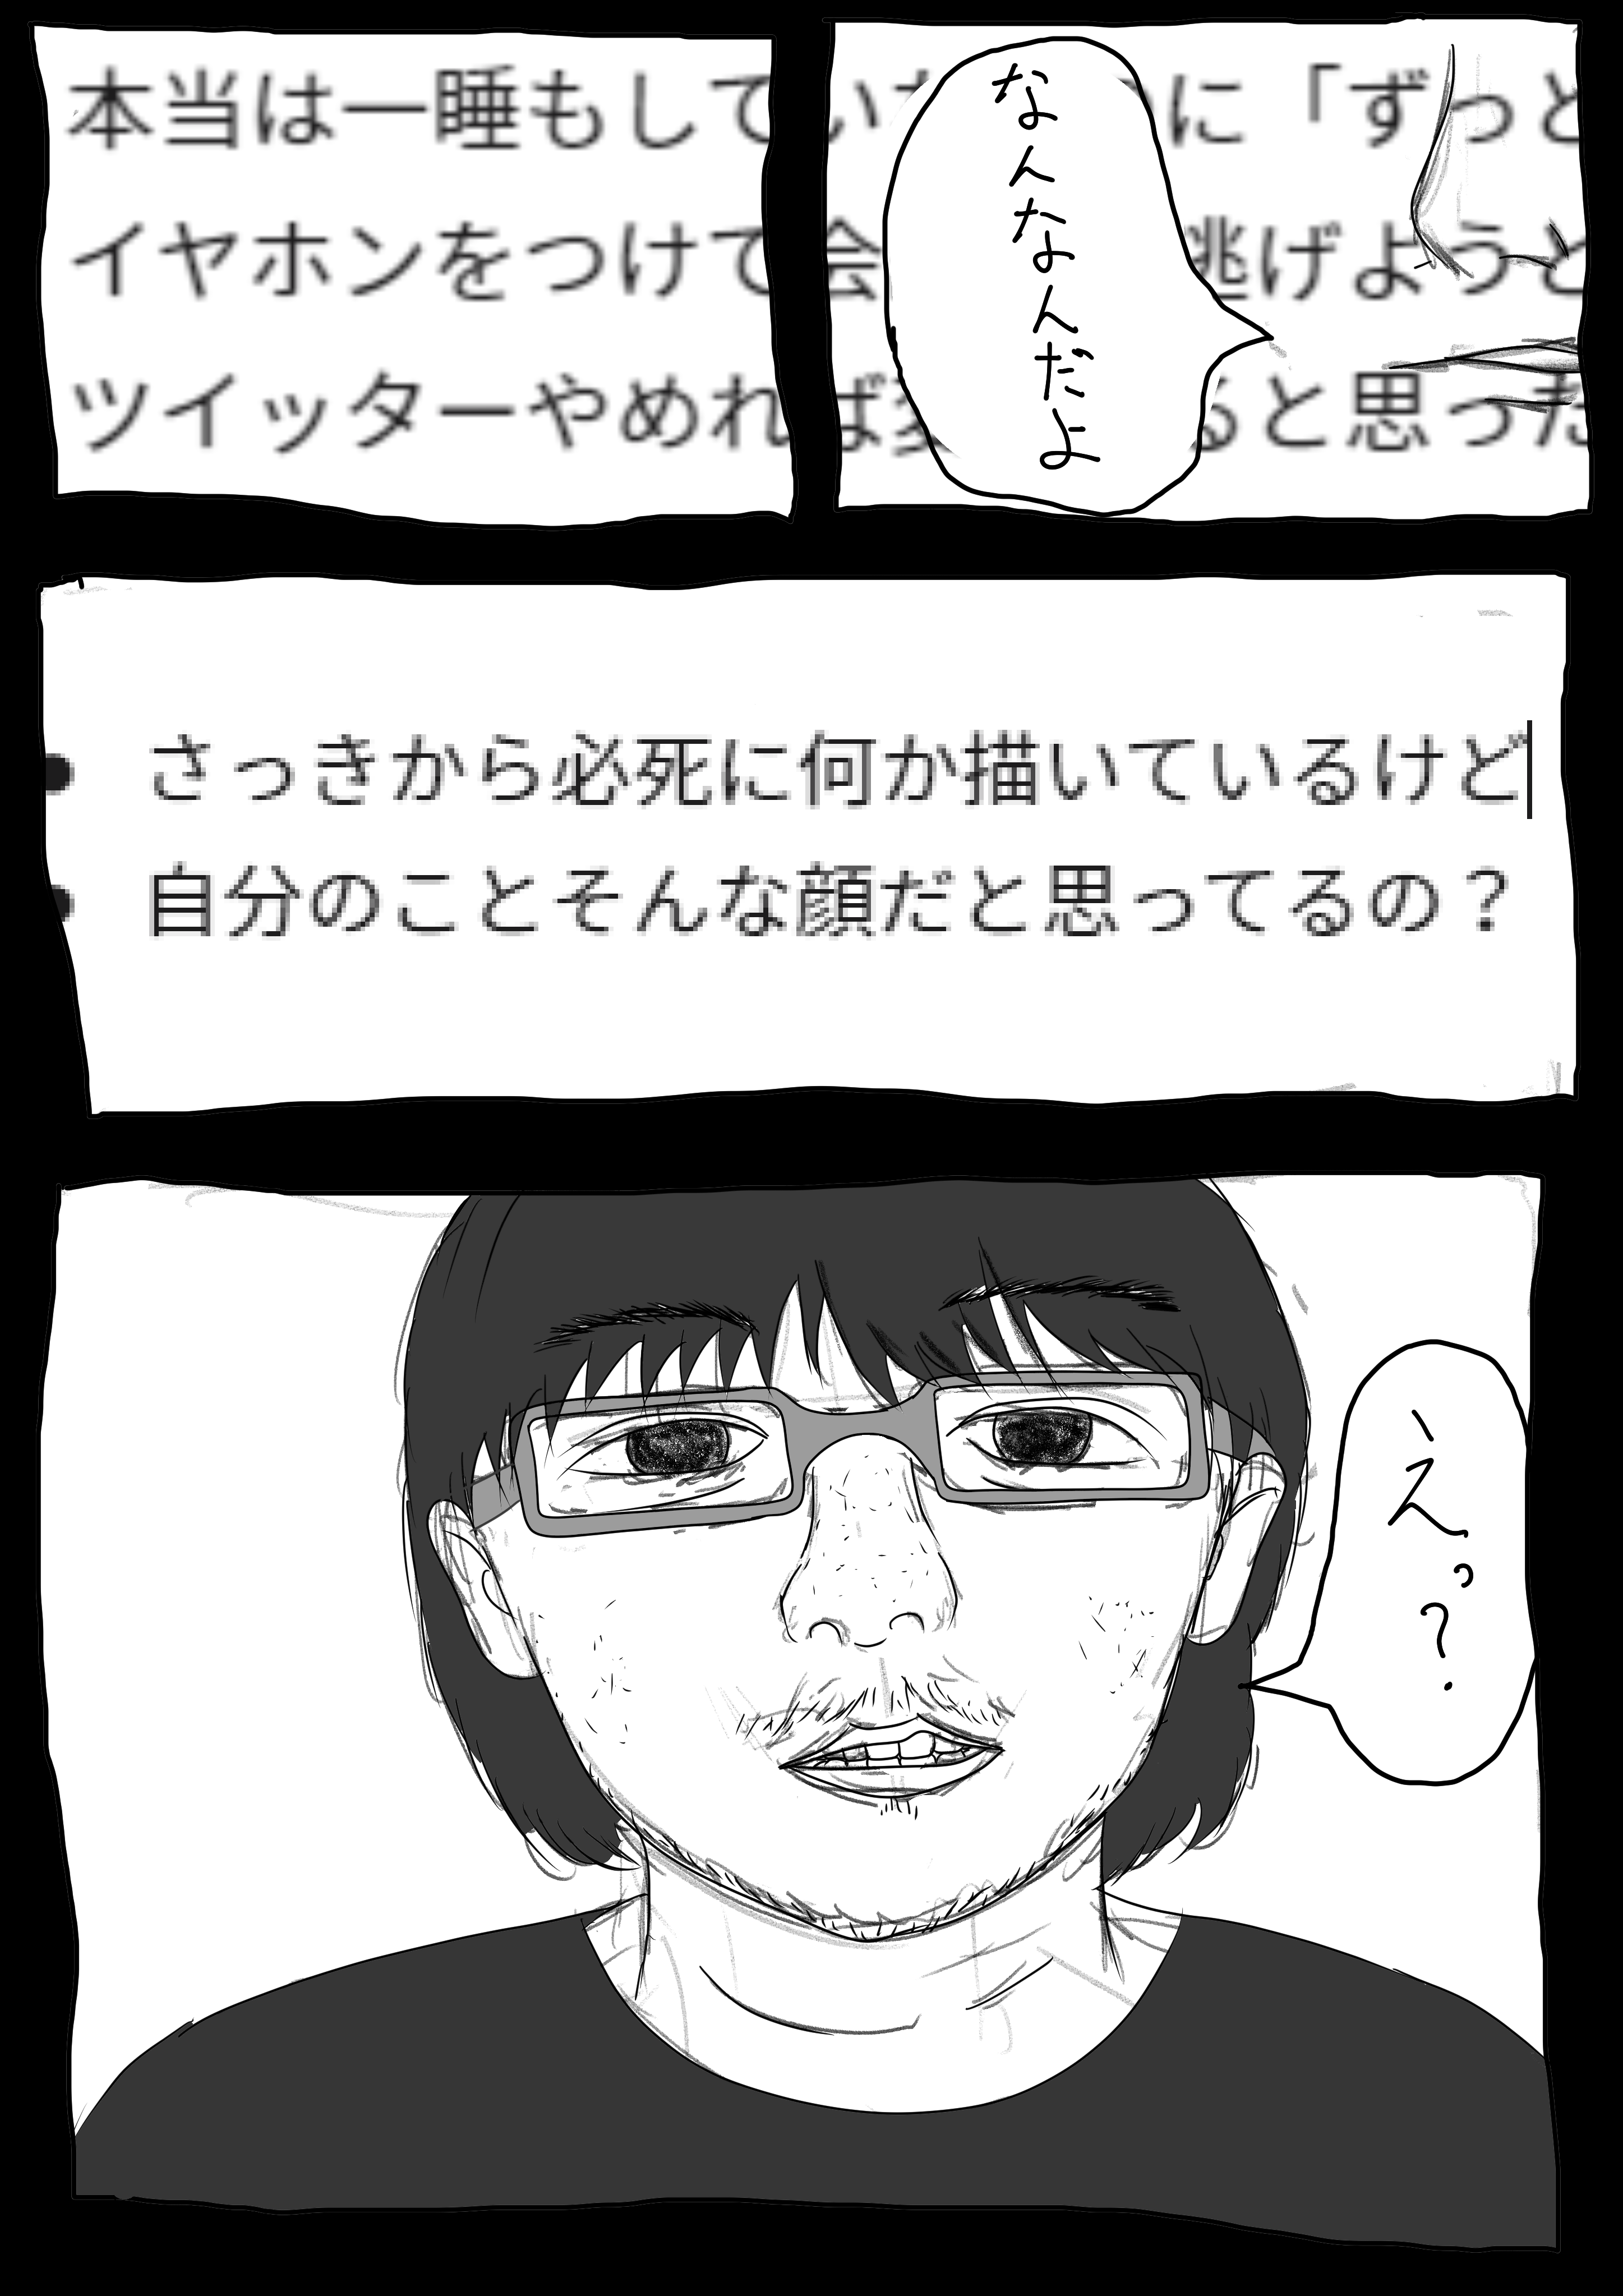 なんなんだよ
本当は一睡もしてい に「ずっと
イヤホンをつけて会 逃げようと
ツイッターやめれば ると思った
さっきから必死に何か描いているけど
自分のことそんな顔だと思ってるの？
えっ？